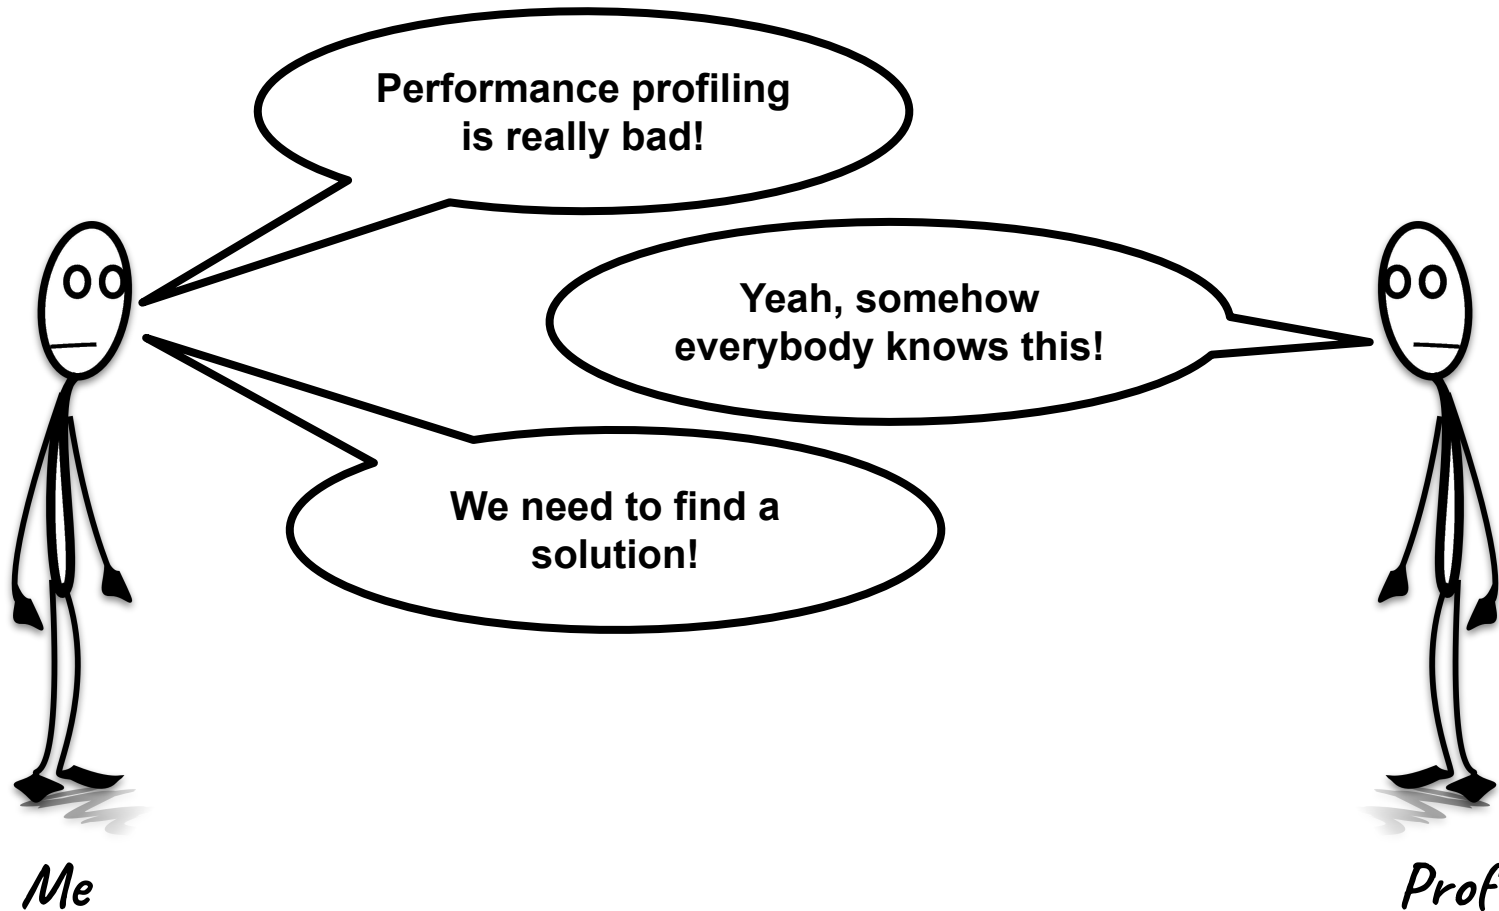 Performance profiling
is really bad!
Yeah, somehow
everybody knows this!
We need to find a
solution!
Me
Prof